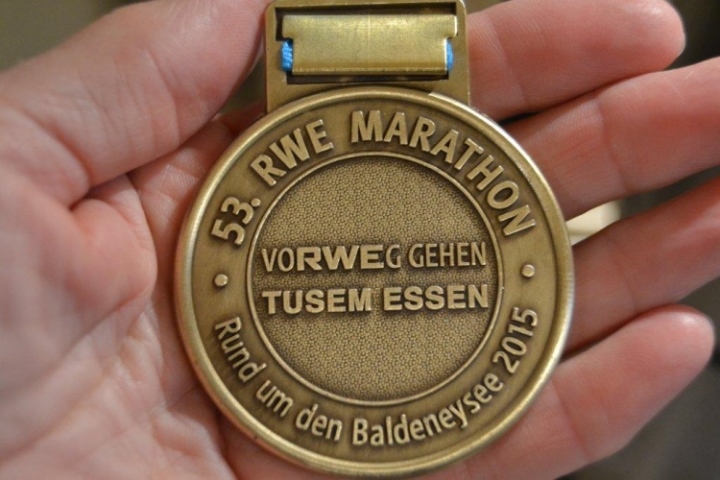 53. RWE MARATHON
VORWEG GEHEN
TUSEM ESSEN
Rund um den Baldeneysee 2015